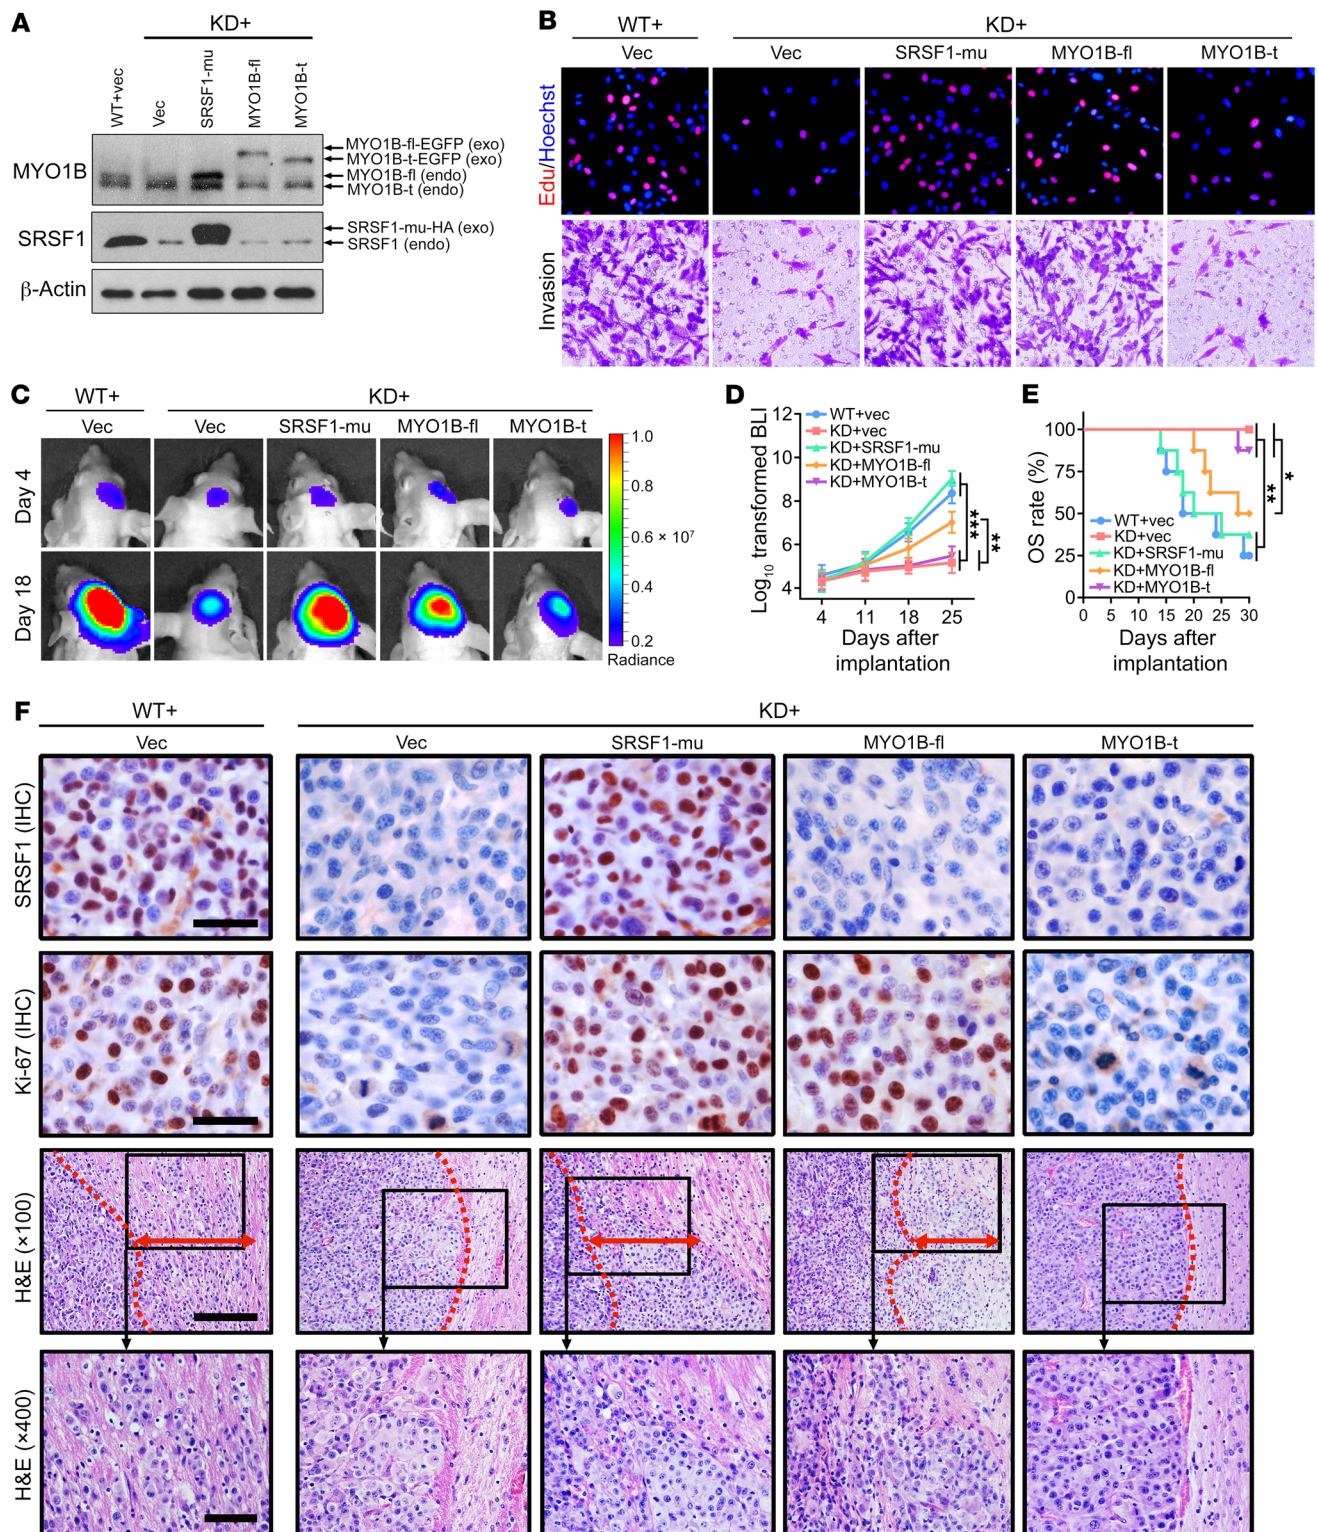 A
KD+
WT+vec
Vec
SRSF1-mu
MYO1B-fl
MYO1B-t
MYO1B
MYO1B-fl-EGFP (exo)
MYO1B-t-EGFP (exo)
MYO1B-fl (endo)
MYO1B-t (endo)
SRSF1
SRSF1-mu-HA (exo)
SRSF1 (endo)
β-Actin
B
WT+
KD+
Vec
Vec
SRSF1-mu
MYO1B-fl
MYO1B-t
Edu/Hoechst
Invasion
C
WT+
KD+
Vec
Vec
SRSF1-mu
MYO1B-fl
MYO1B-t
Day 4
Day 18
1.0
0.6 × 10⁷
0.4
0.2
Radiance
D
Log₁₀ transformed BLI
12
10
8
6
4
WT+vec
KD+vec
KD+SRSF1-mu
KD+MYO1B-fl
KD+MYO1B-t
***
**
4 11 18 25
Days after
implantation
E
OS rate (%)
100
75
50
25
0
WT+vec
KD+vec
KD+SRSF1-mu
KD+MYO1B-fl
KD+MYO1B-t
**
*
0 5 10 15 20 25 30
Days after
implantation
F
WT+
KD+
Vec
Vec
SRSF1-mu
MYO1B-fl
MYO1B-t
SRSF1 (IHC)
Ki-67 (IHC)
H&E (×100)
H&E (×400)